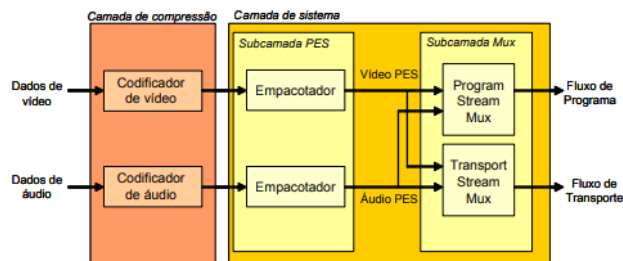 Camada de compressão
Camada de sistema
Subcamada PES
Subcamada Mux
Dados de
vídeo
Codificador
de vídeo
Empacotador
Vídeo PES
Program
Stream
Mux
Fluxo de
Programa
Dados de
áudio
Codificador
de áudio
Empacotador
Áudio PES
Transport
Stream
Mux
Fluxo de
Transporte